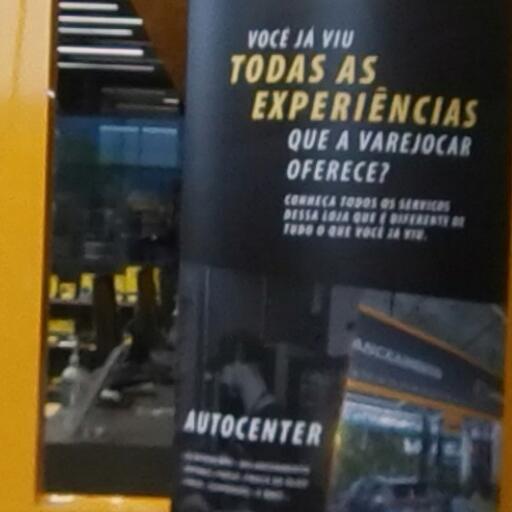 VOCÊ JÁ VIU
TODAS AS
EXPERIÊNCIAS
QUE A VAREJOCAR
OFERECE?
CONHEÇA TODOS OS SERVIÇOS
DESSA LOJA QUE É DIFERENTE DE
TUDO O QUE VOCÊ JÁ VIU.
AUTOCENTER